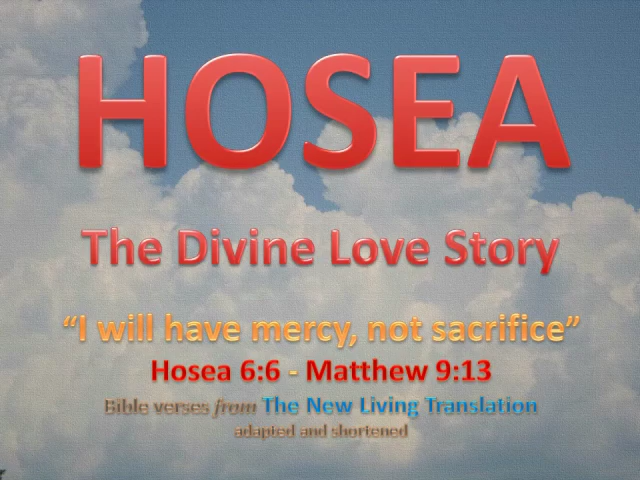 HOSEA
The Divine Love Story
“I will have mercy, not sacrifice”
Hosea 6:6 - Matthew 9:13
Bible verses from The New Living Translation
adapted and shortened